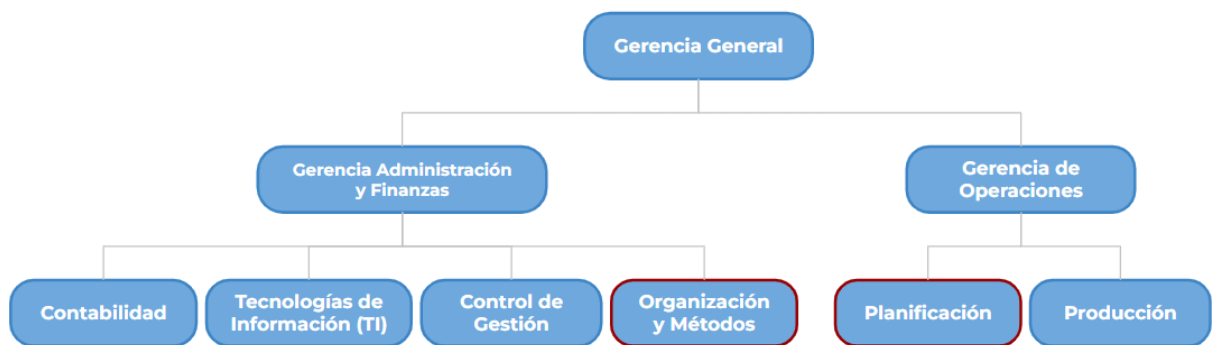 Gerencia General
Gerencia Administración
y Finanzas
Gerencia de
Operaciones
Contabilidad
Tecnologías de
Información (TI)
Control de
Gestión
Organización
y Métodos
Planificación
Producción